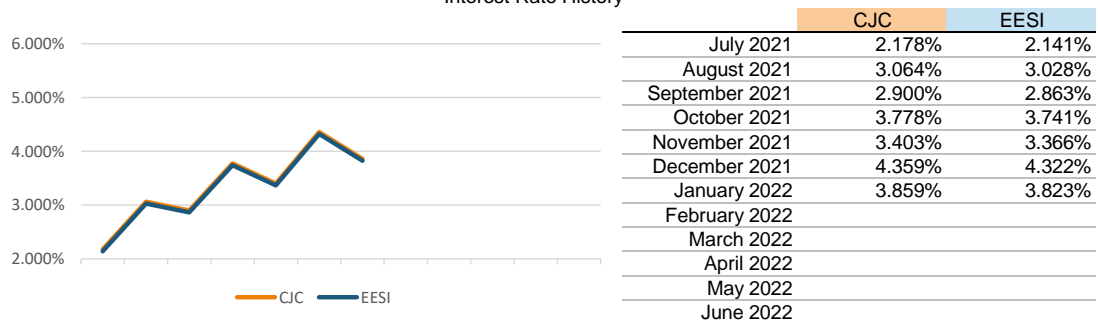 Interest Rate History
6.000%
5.000%
4.000%
3.000%
2.000%
CJC EESI
CJC EESI
July 2021 2.178% 2.141%
August 2021 3.064% 3.028%
September 2021 2.900% 2.863%
October 2021 3.778% 3.741%
November 2021 3.403% 3.366%
December 2021 4.359% 4.322%
January 2022 3.859% 3.823%
February 2022
March 2022
April 2022
May 2022
June 2022